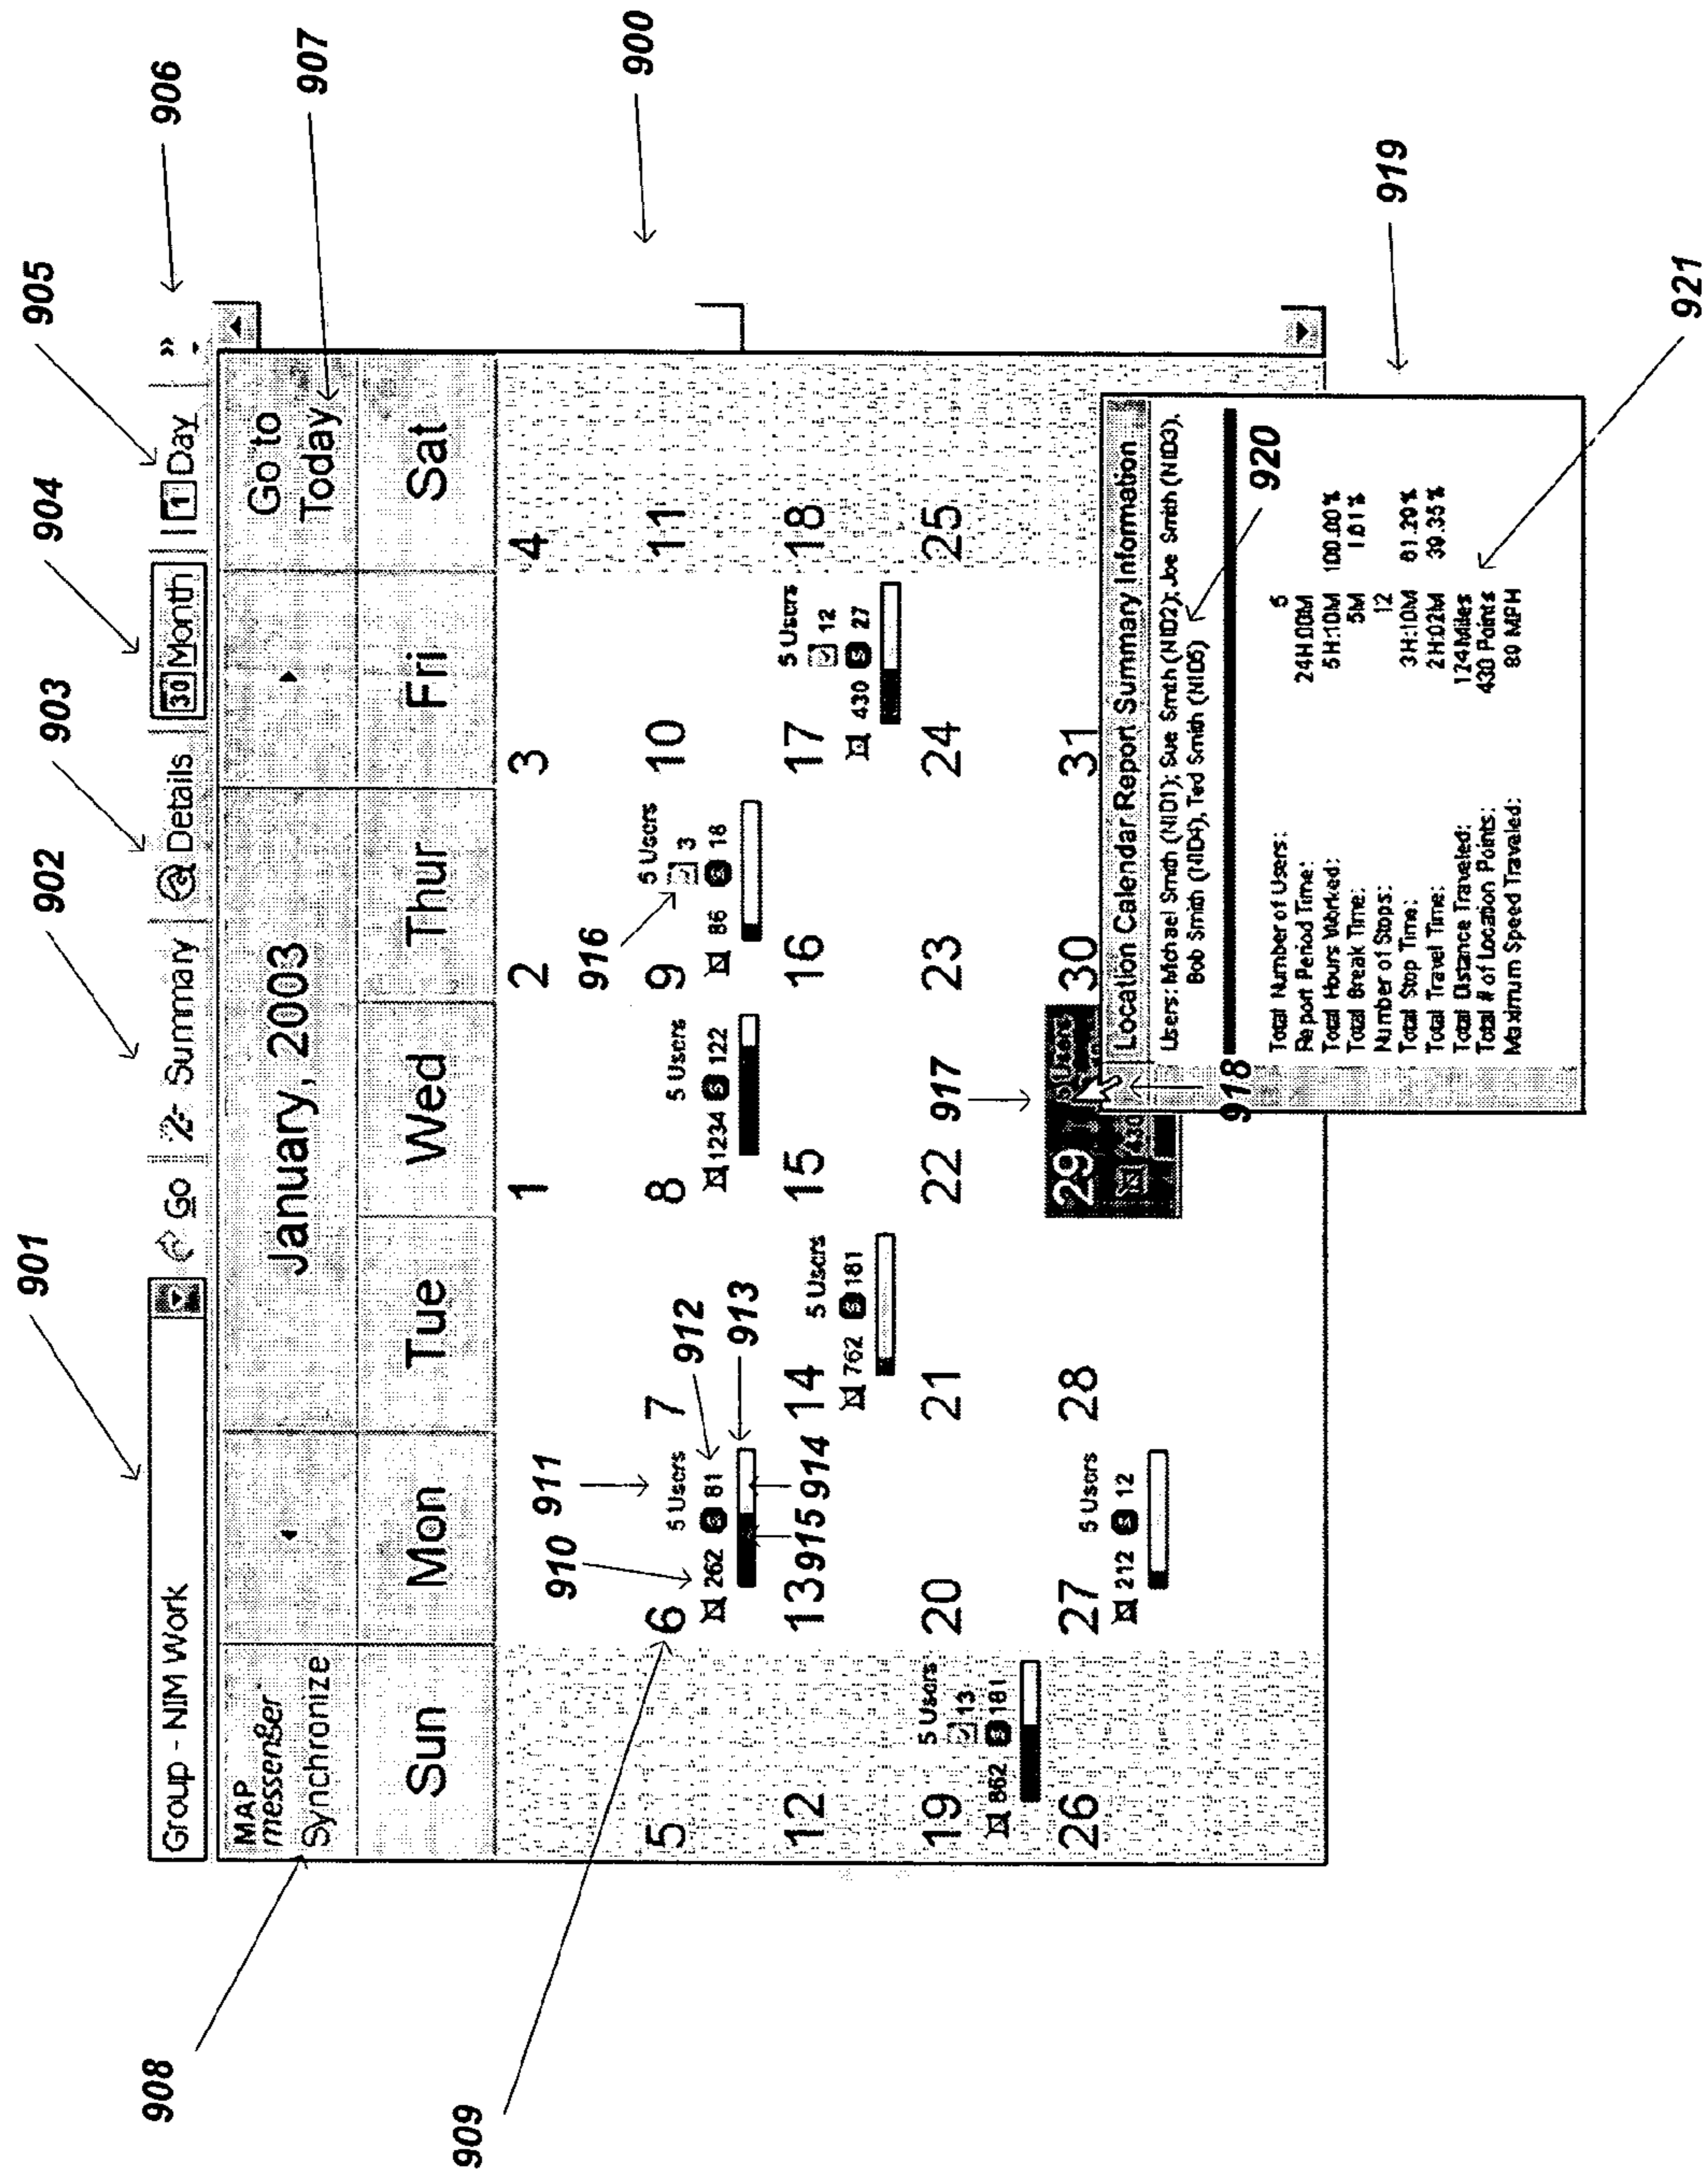 901
902
903
904
905
906
907
908
Group - NIM Work
Go
Summary
Details
30 Month
1 Day
»
MAP
messenger
Synchronize
January, 2003
Go to
Today
Sun Mon Tue Wed Thur Fri Sat
900
1 2 3 4
909
910
911
912
913
914
915
916
5
6
5 Users
262 S 81
7
8
5 Users
1234 S 122
9
5 Users
3
86 S 18
10
11
12
13
14
5 Users
762 S 181
15
16
17
5 Users
12
430 S 27
18
19
5 Users
13
862 S 181
20
21
22
23
24
25
917
26
27
5 Users
212 S 12
28
29
5 Users
430
30
31
918
919
920
921
Location Calendar Report Summary Information
Users: Michael Smith (NID1); Sue Smith (NID2); Joe Smith (NID3),
Bob Smith (NID4), Ted Smith (NID5)
Total Number of Users: 5
Report Period Time: 24H:00M
Total Hours Worked: 5H:10M 100.00%
Total Break Time: 5M 1.61%
Number of Stops: 12
Total Stop Time: 3H:10M 61.29%
Total Travel Time: 2H:02M 39.35%
Total Distance Traveled: 124 Miles
Total # of Location Points: 430 Points
Maximum Speed Traveled: 80 MPH